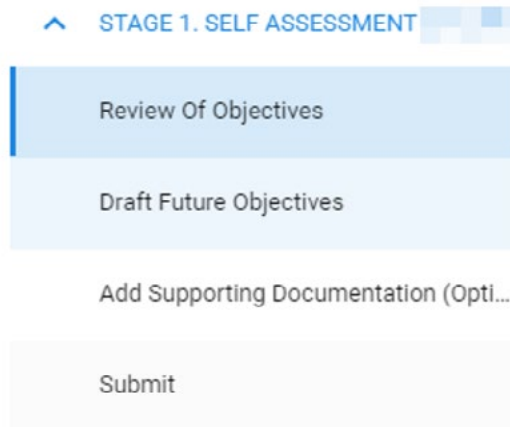 STAGE 1. SELF ASSESSMENT
Review Of Objectives
Draft Future Objectives
Add Supporting Documentation (Opti...
Submit